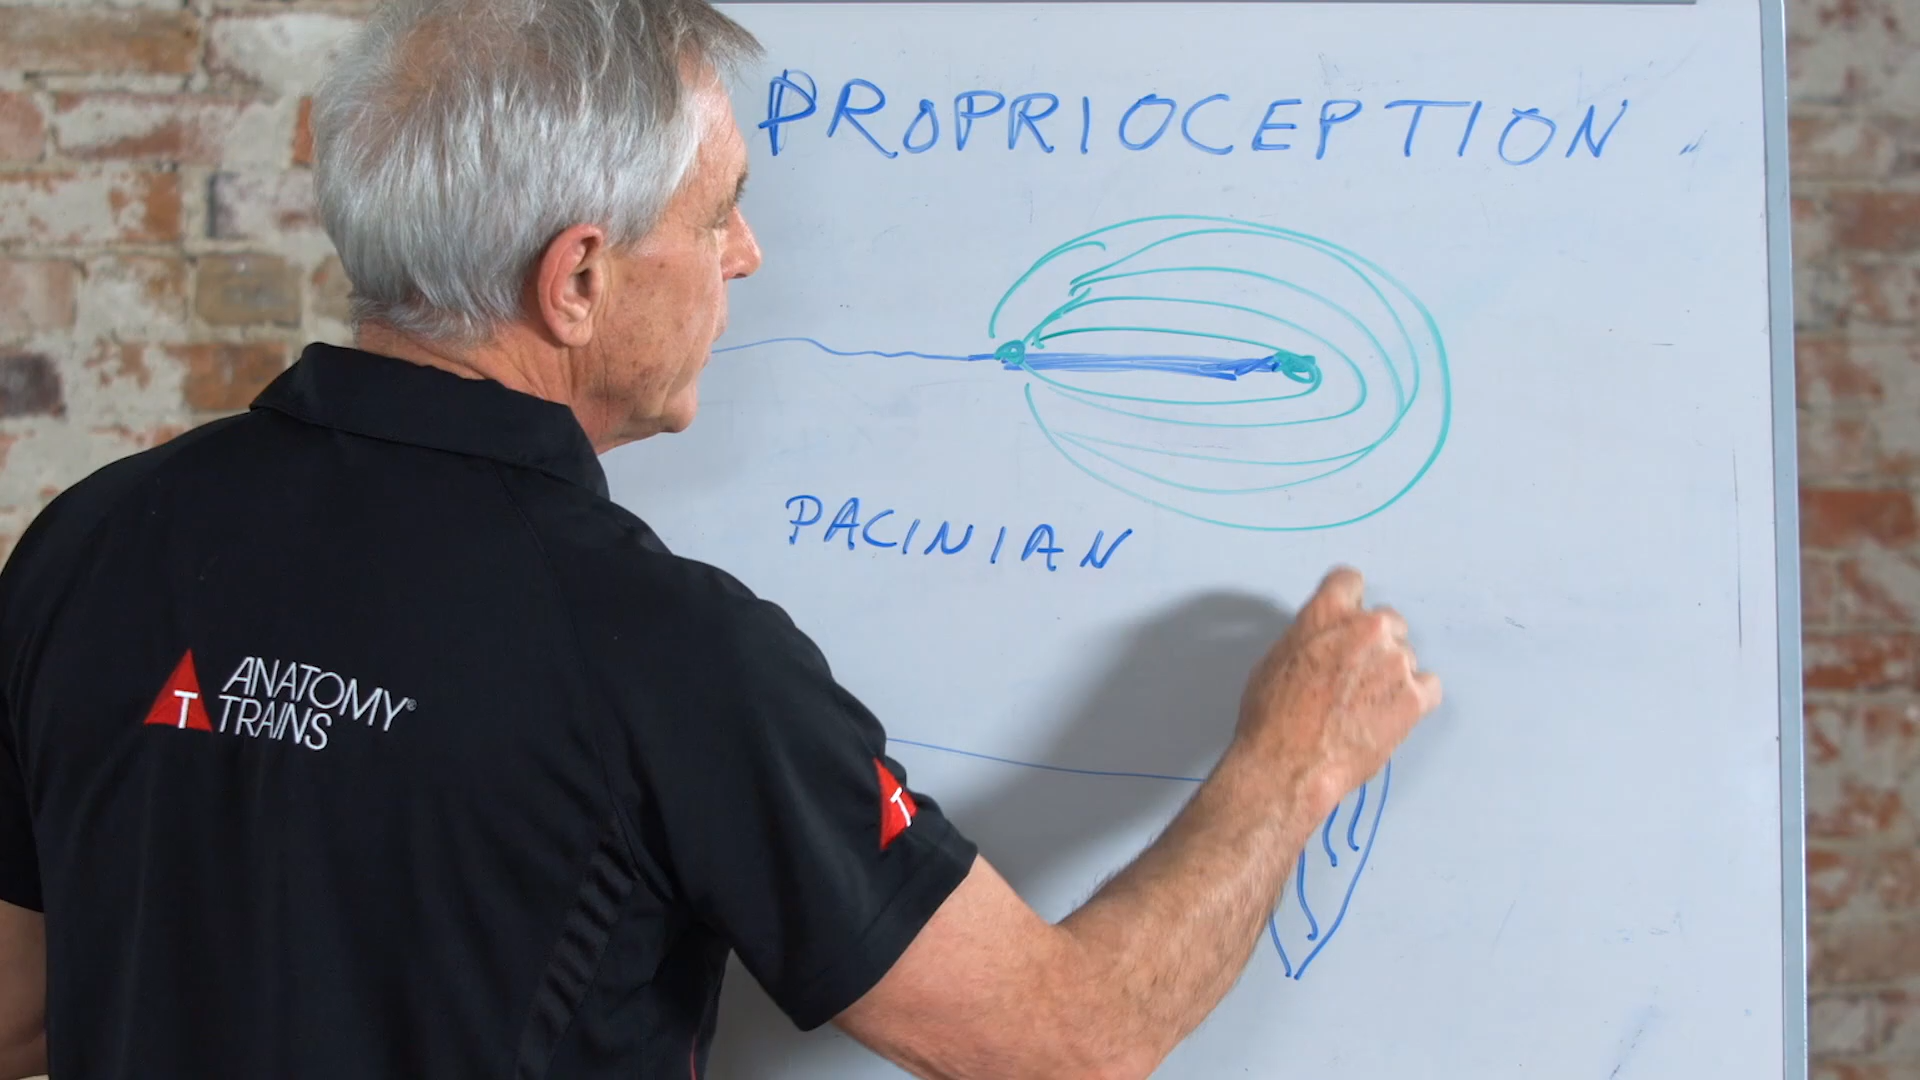 PROPRIOCEPTION
PACINIAN
T ANATOMY®
TRAINS
T